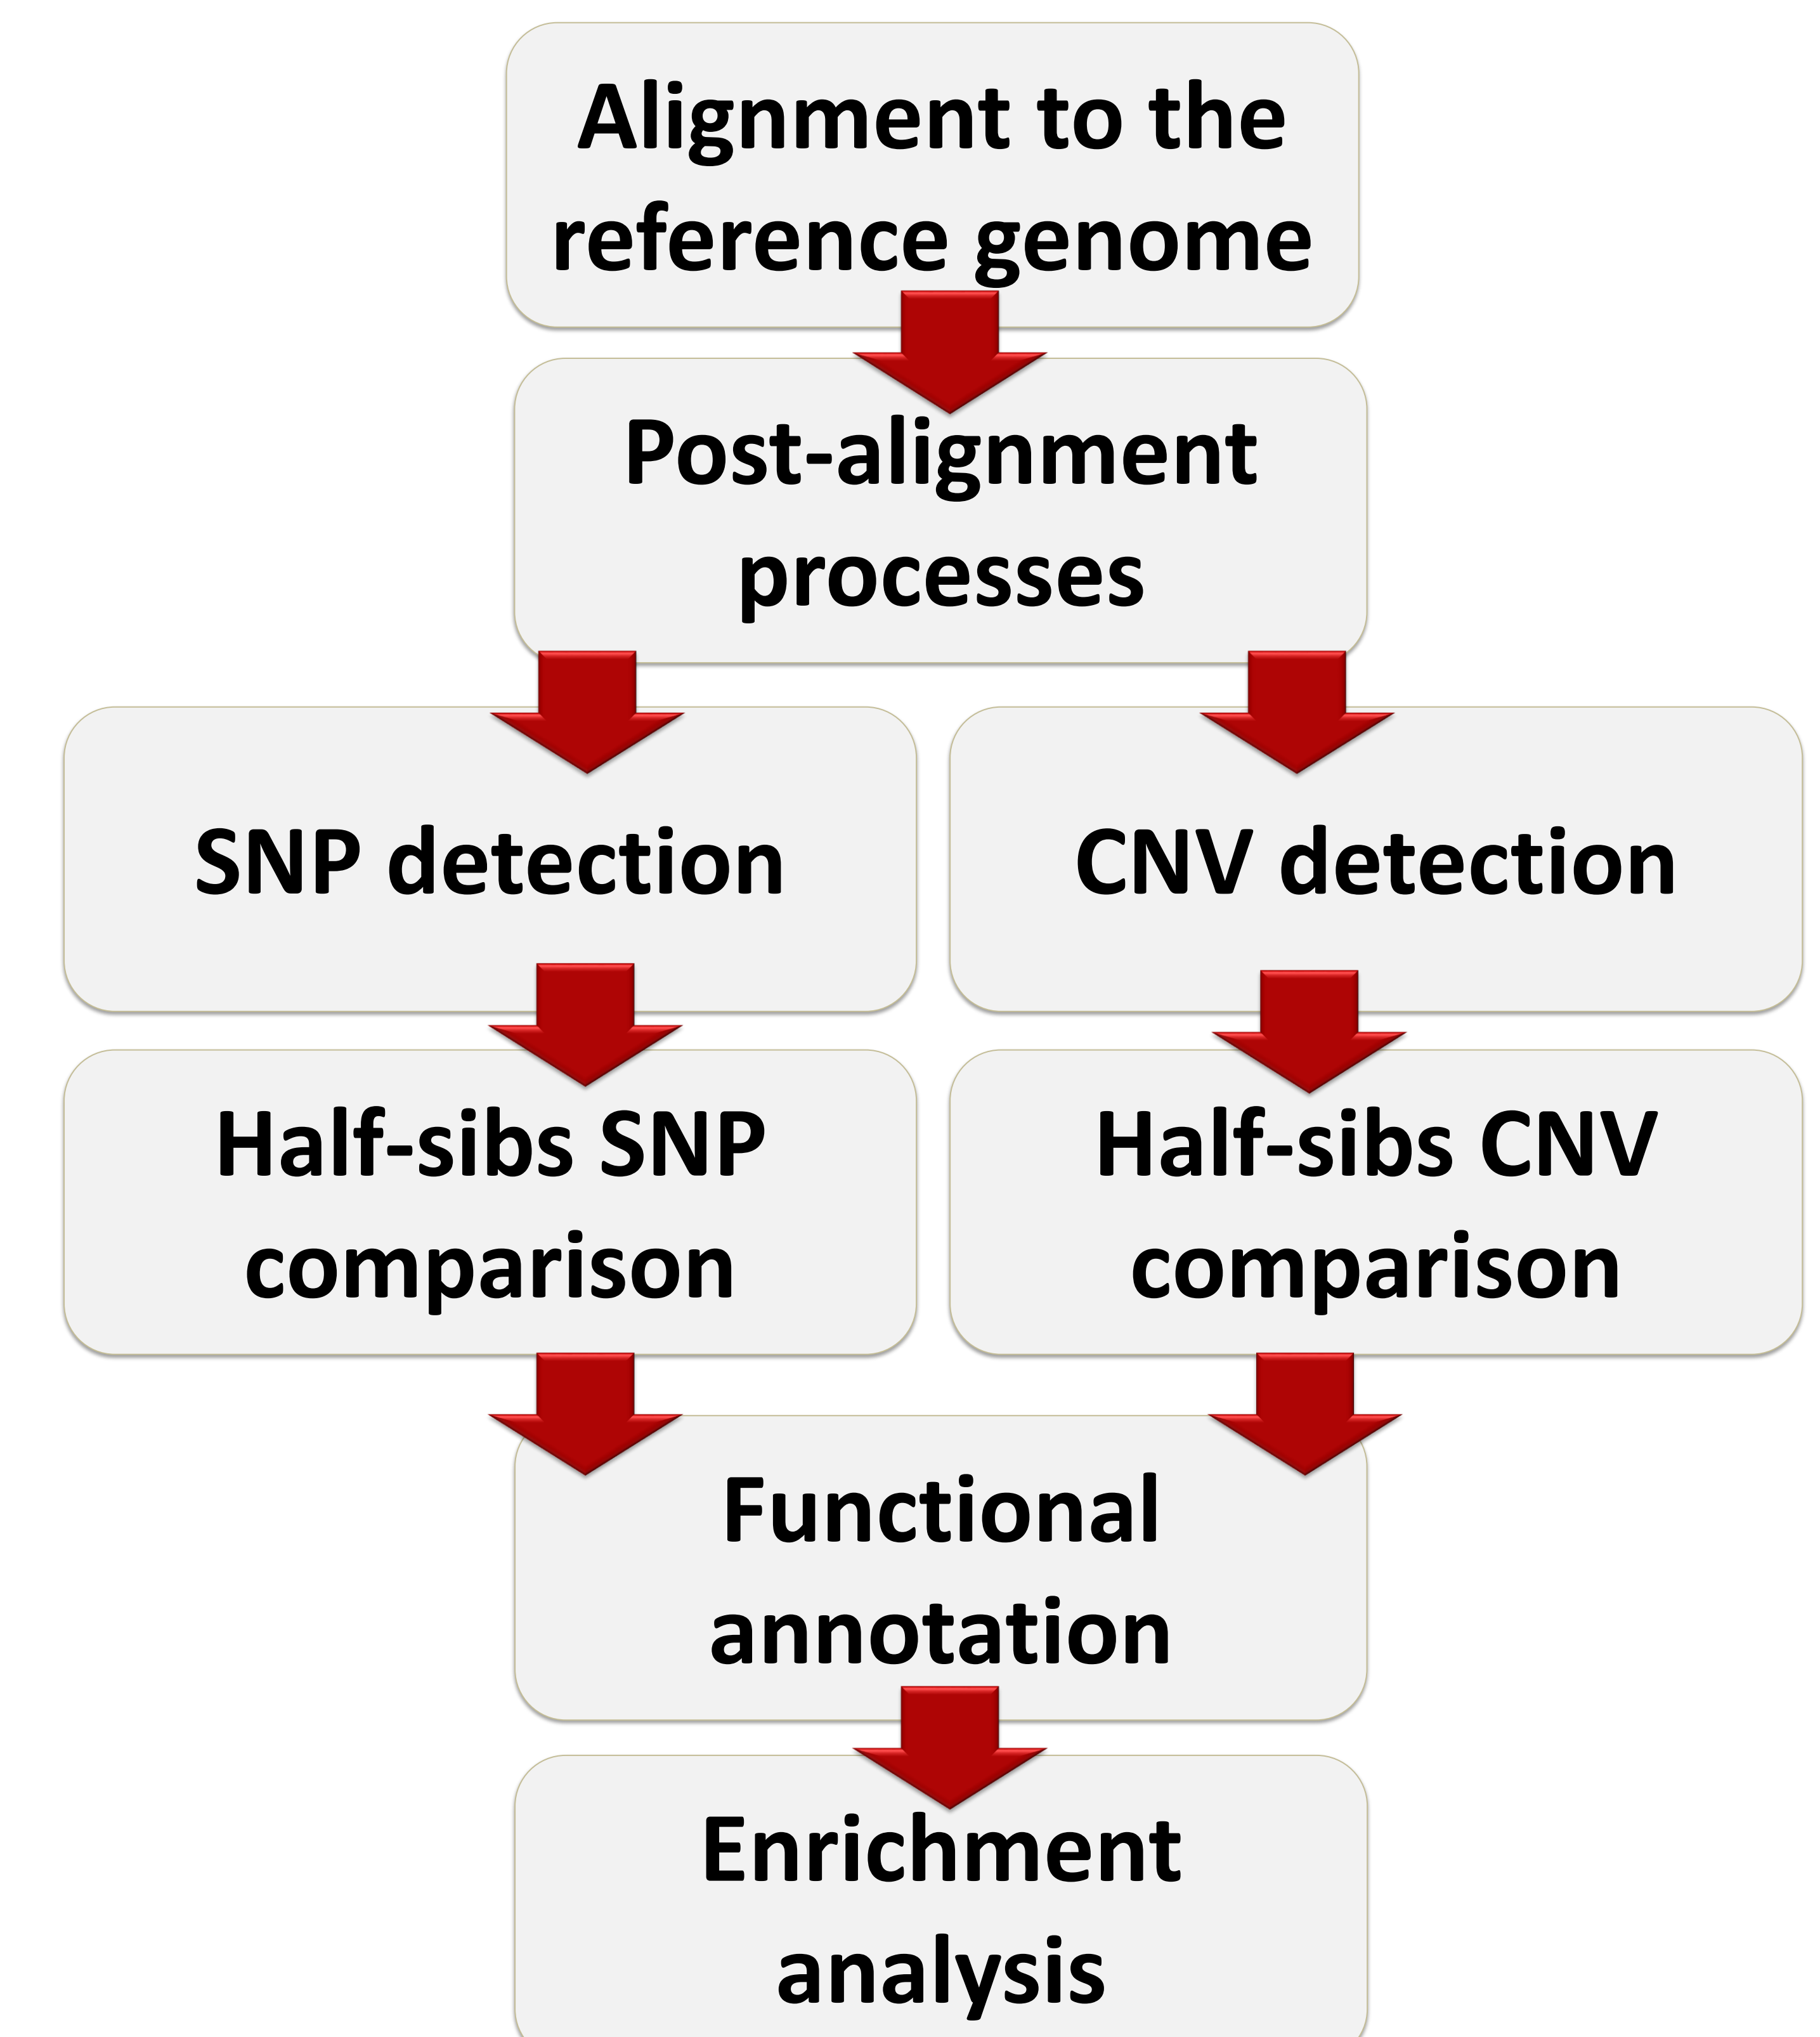 Alignment to the
reference genome
Post-alignment
processes
SNP detection
CNV detection
Half-sibs SNP
comparison
Half-sibs CNV
comparison
Functional
annotation
Enrichment
analysis